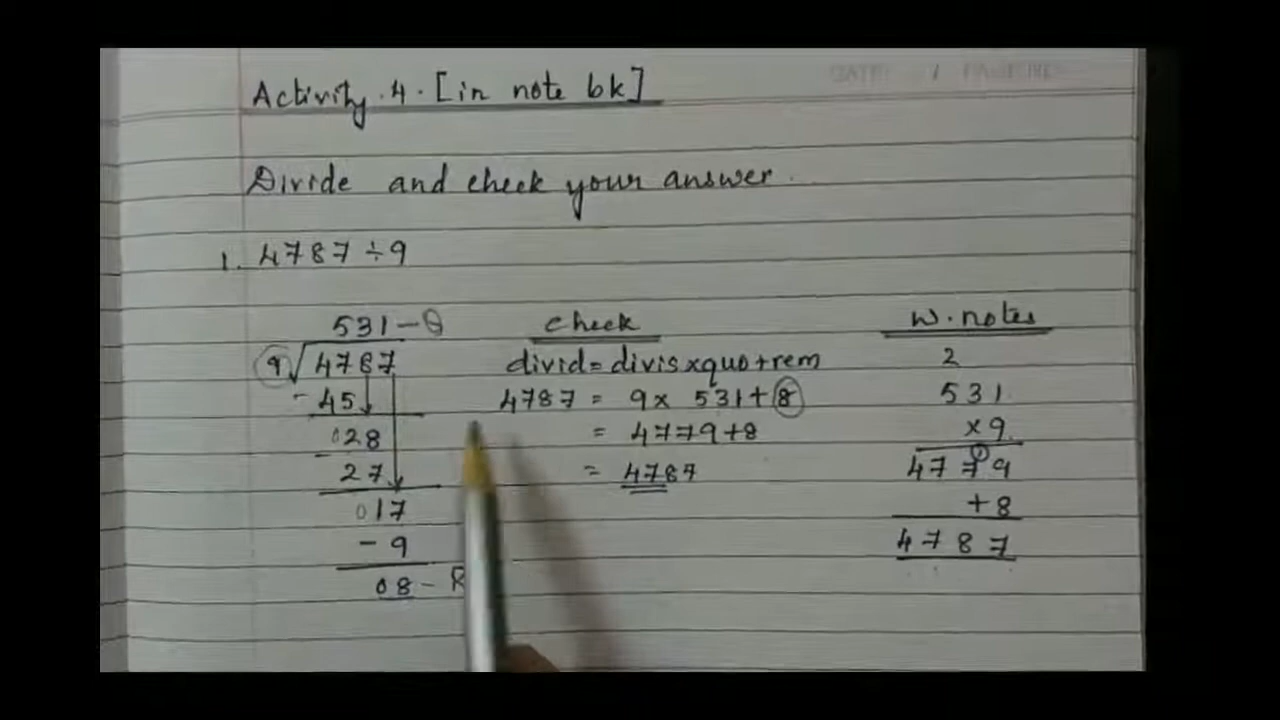 Activity.4.[in note bk]
Divide and check your answer.
1. 4787÷9
531-Q
9√4787
-45
028
-27
017
-9
08-R
check
divid=divis×quo+rem
4787 = 9× 531+8
= 4779+8
= 4787
W.notes
2
531
×9
1
4779
+8
4787